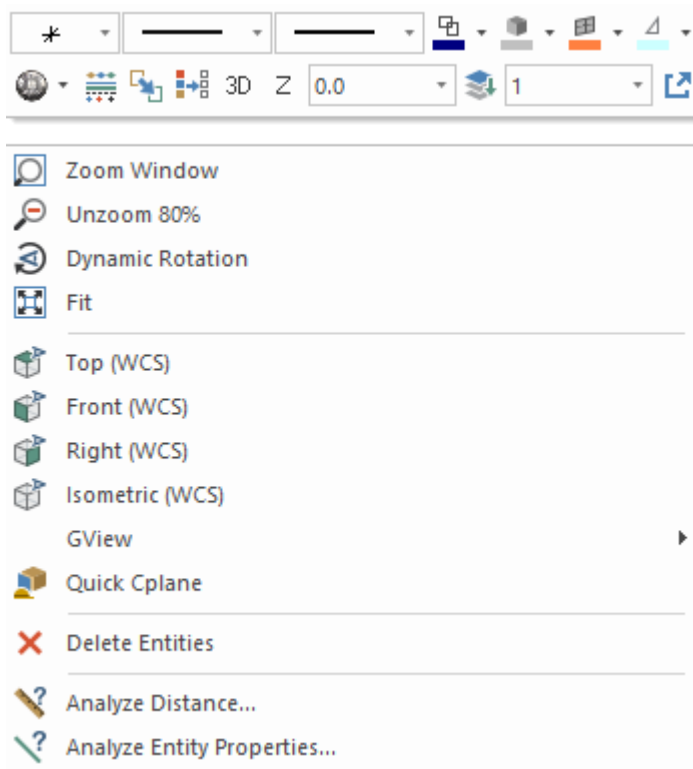 3D Z 0.0 1
Zoom Window
Unzoom 80%
Dynamic Rotation
Fit
Top (WCS)
Front (WCS)
Right (WCS)
Isometric (WCS)
GView
Quick Cplane
Delete Entities
Analyze Distance...
Analyze Entity Properties...